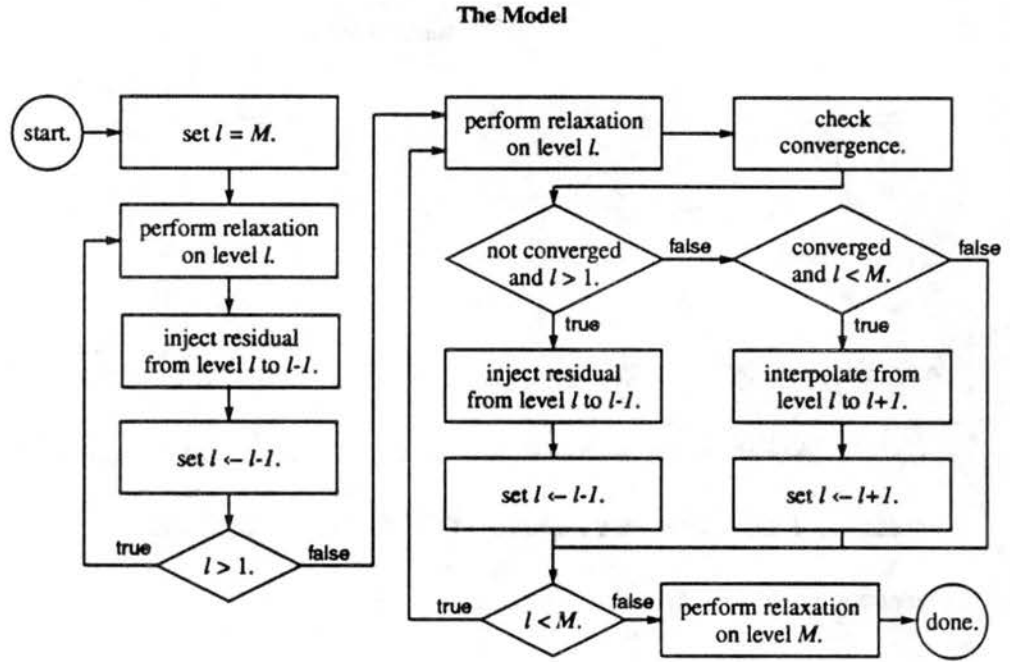 The Model
start.
set l = M.
perform relaxation
on level l.
inject residual
from level l to l-1.
set l ← l-1.
true
l > 1.
false
perform relaxation
on level l.
check
convergence.
not converged
and l > 1.
false
converged
and l < M.
false
true
true
inject residual
from level l to l-1.
interpolate from
level l to l+1.
set l ← l-1.
set l ← l+1.
true
l < M.
false
perform relaxation
on level M.
done.